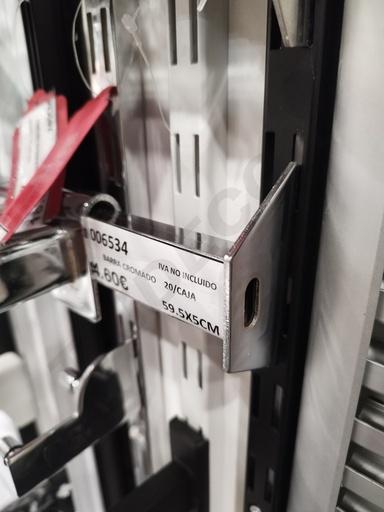 006534
BARRA CROMADO
IVA NO INCLUIDO
.60€
20/CAJA
59,5X5CM